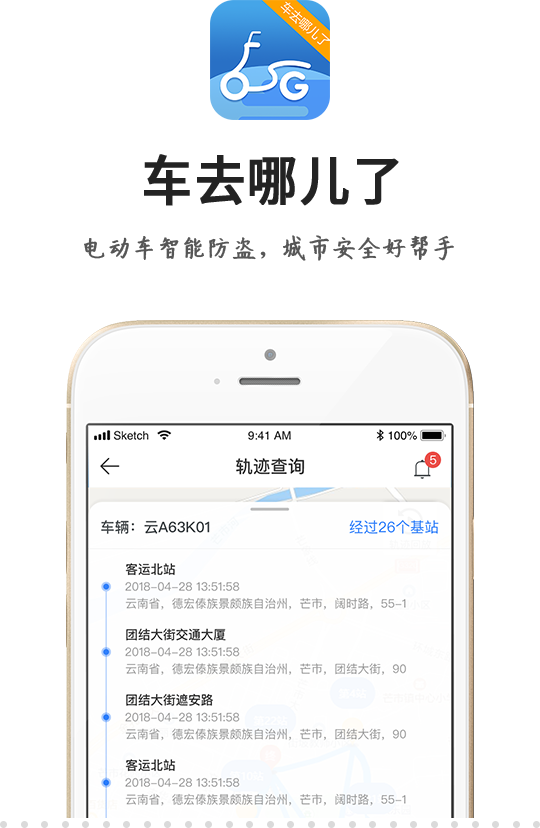 车去哪儿了
SG
车去哪儿了
电动车智能防盗，城市安全好帮手
Sketch 9:41 AM 100%
轨迹查询 5
车辆：云A63K01 经过26个基站
客运北站
2018-04-28 13:51:58
云南省，德宏傣族景颇族自治州，芒市，阔时路，55-1
团结大街交通大厦
2018-04-28 13:51:58
云南省，德宏傣族景颇族自治州，芒市，团结大街，90
团结大街遮安路
2018-04-28 13:51:58
云南省，德宏傣族景颇族自治州，芒市，团结大街，90
客运北站
2018-04-28 13:51:58
云南省，德宏傣族景颇族自治州，芒市，阔时路，55-1